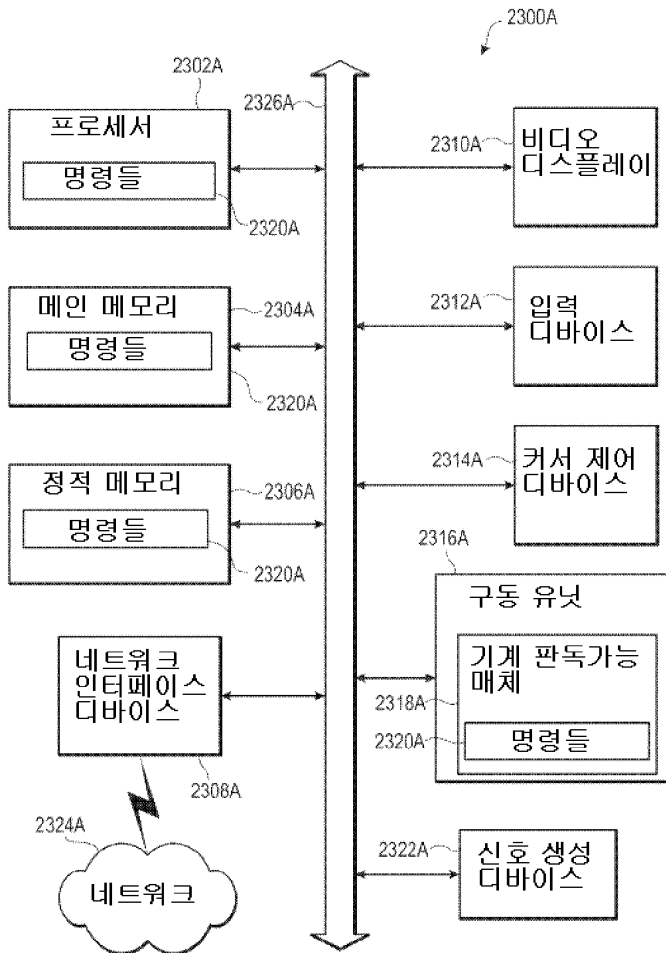 2300A
2302A
프로세서
명령들
2320A
2326A
2310A
비디오
디스플레이
메인 메모리
2304A
명령들
2320A
2312A
입력
디바이스
정적 메모리
2306A
명령들
2320A
2314A
커서 제어
디바이스
2316A
구동 유닛
기계 판독가능
매체
2318A
2320A
명령들
네트워크
인터페이스
디바이스
2308A
2324A
네트워크
2322A
신호 생성
디바이스